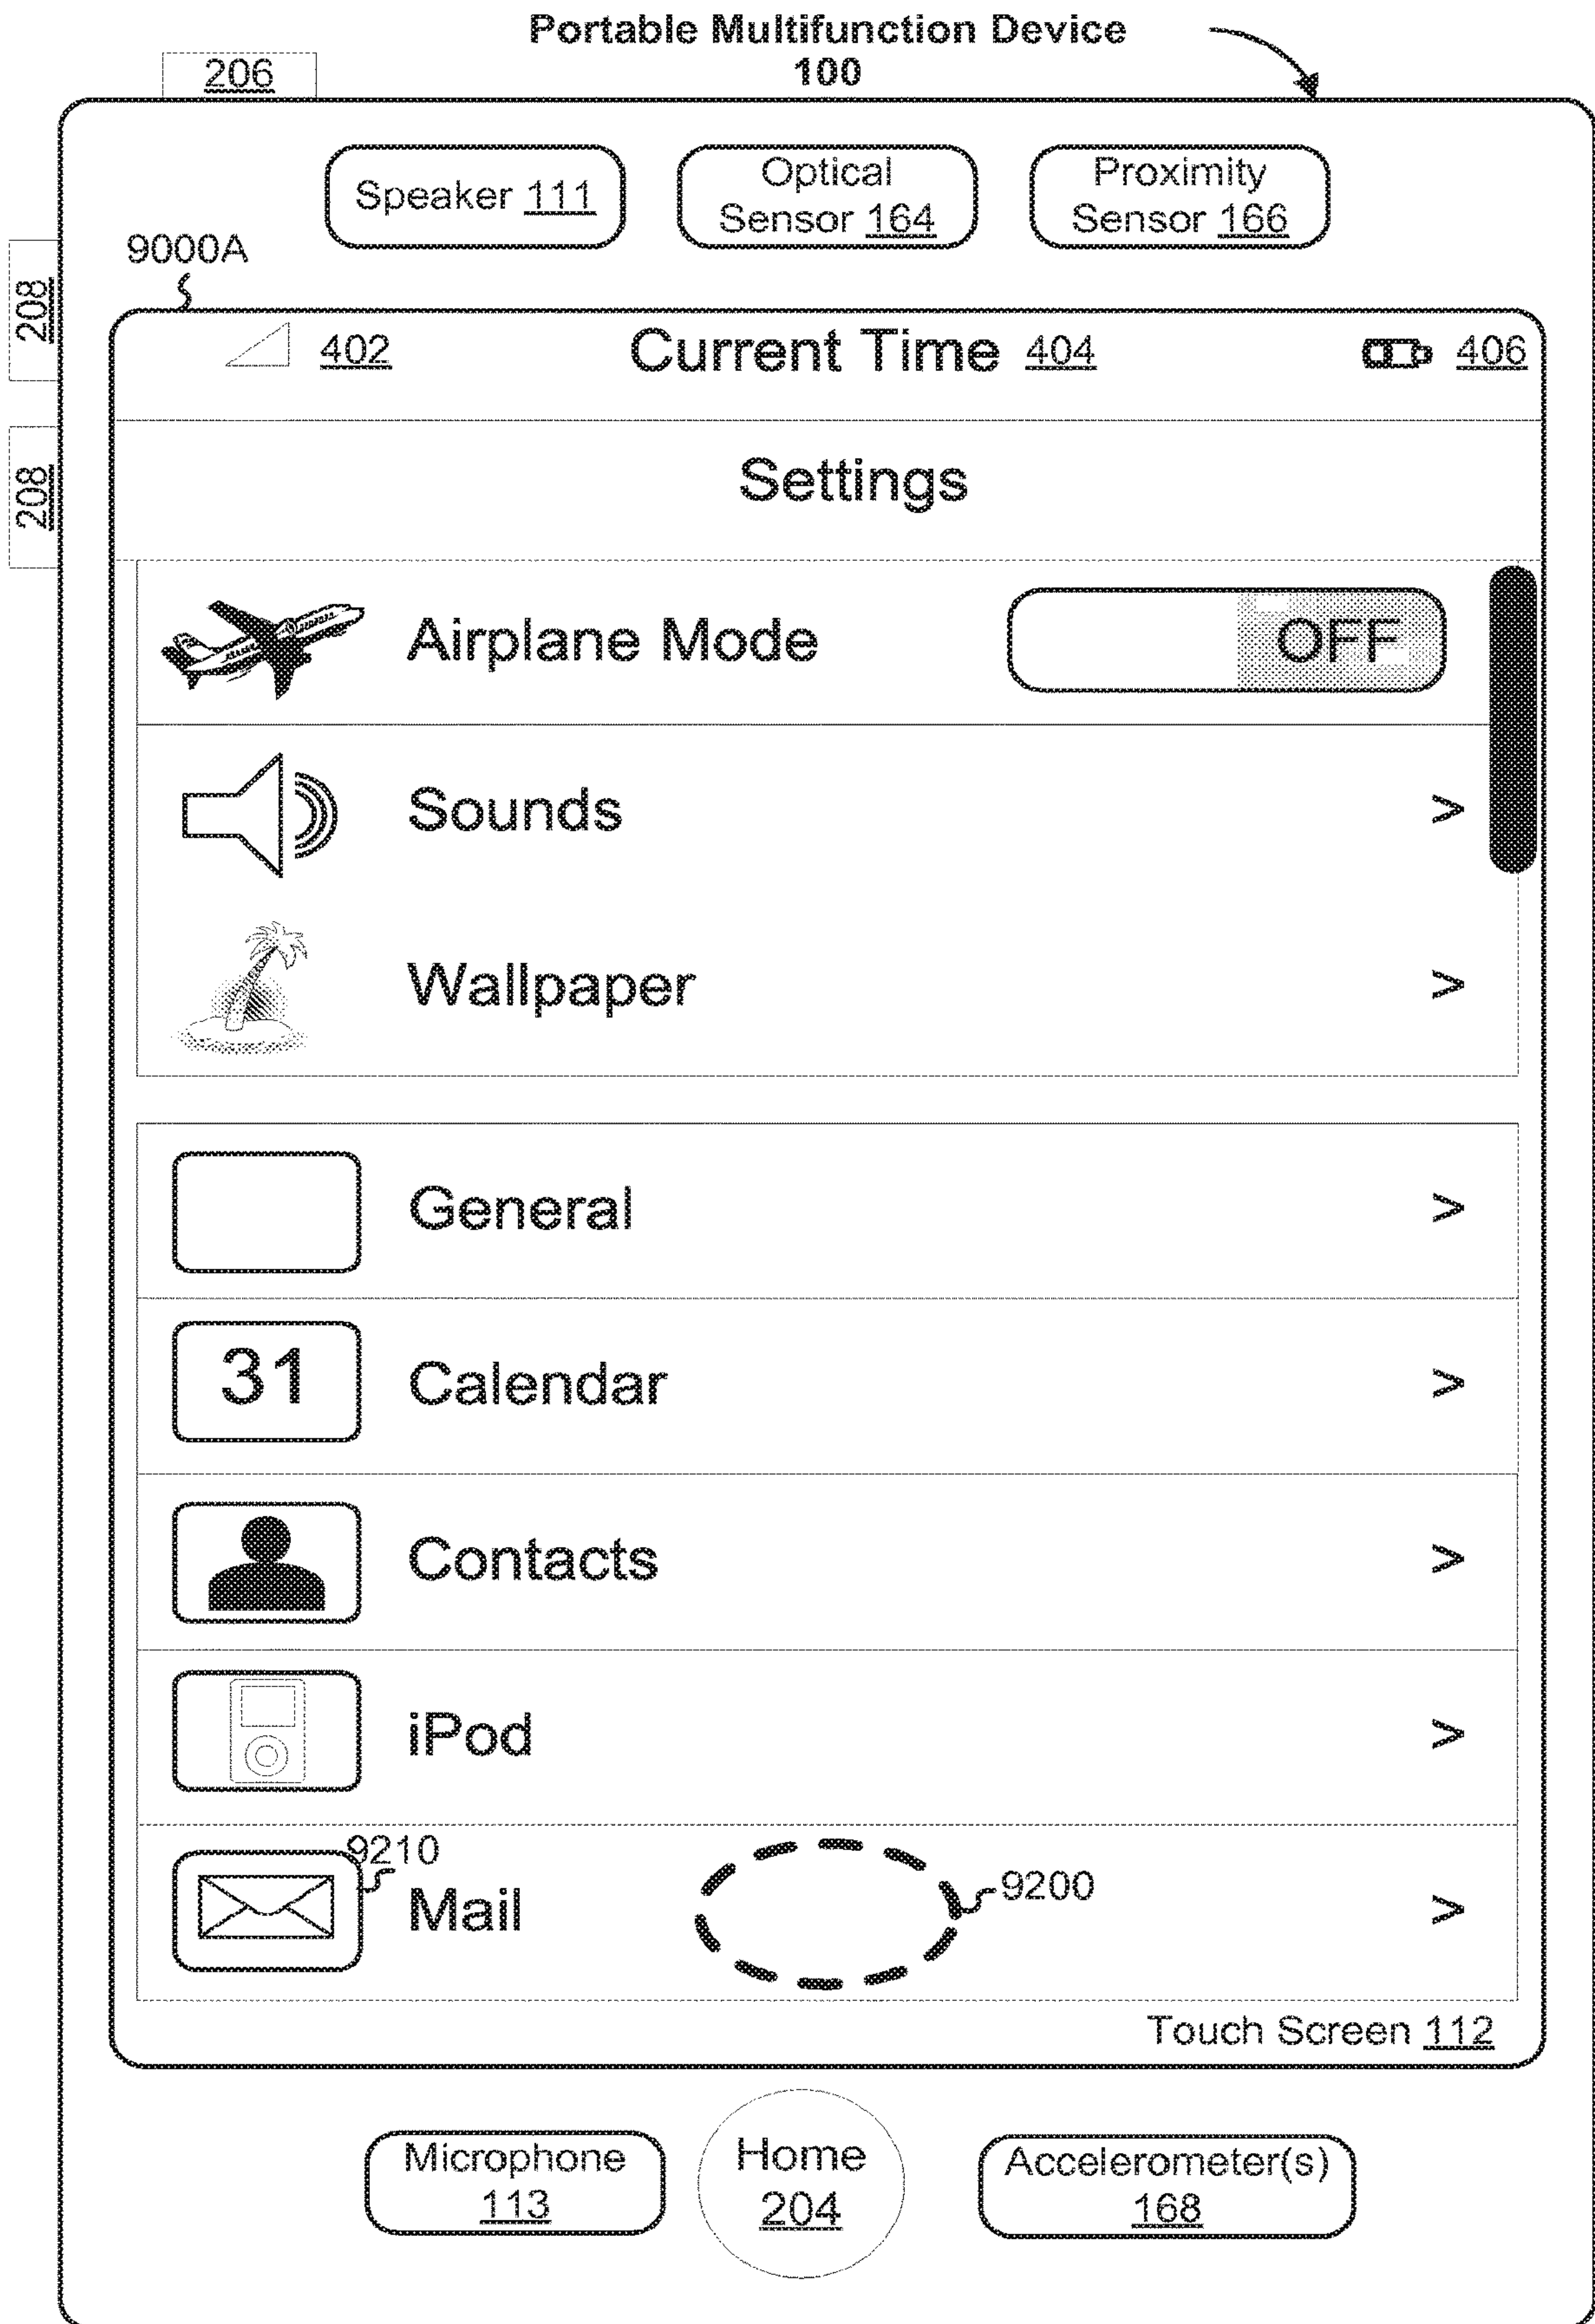 Portable Multifunction Device
100
206
Speaker 111
Optical
Sensor 164
Proximity
Sensor 166
9000A
208
208
402
Current Time 404
406
Settings
Airplane Mode
OFF
Sounds >
Wallpaper >
General >
31
Calendar >
Contacts >
iPod >
9210
Mail
9200
>
Touch Screen 112
Microphone
113
Home
204
Accelerometer(s)
168